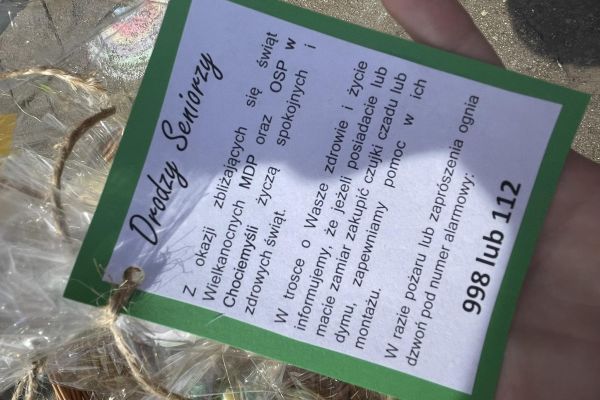 Drodzy Seniorzy
Z okazji zbliżających się świąt
Wielkanocnych MDP oraz OSP w
Chociemyśli życzą spokojnych i
zdrowych świąt.
W trosce o Wasze zdrowie i życie
informujemy, że jeżeli posiadacie lub
macie zamiar zakupić czujki czadu lub
dymu, zapewniamy pomoc w ich
montażu.
W razie pożaru lub zaprószenia ognia
dzwoń pod numer alarmowy:
998 lub 112